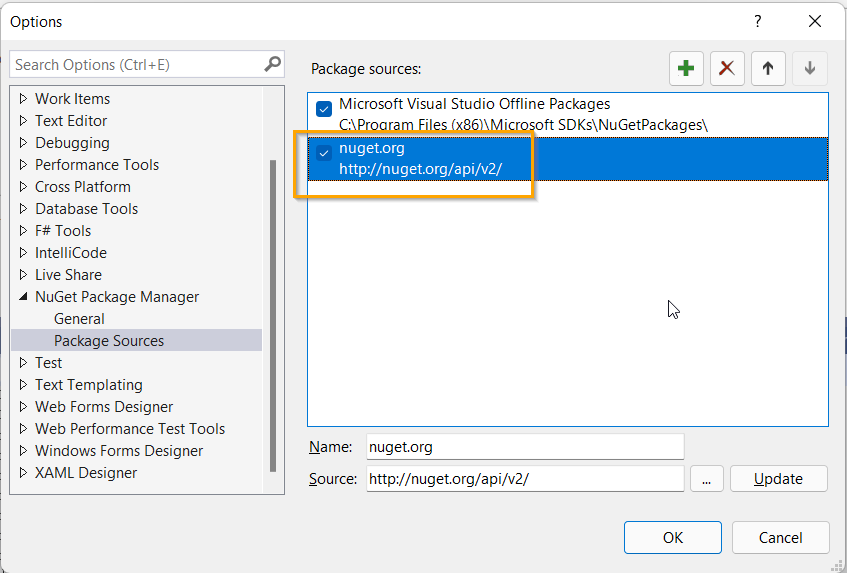 Options
?
Search Options (Ctrl+E)
Work Items
Text Editor
Debugging
Performance Tools
Cross Platform
Database Tools
F# Tools
IntelliCode
Live Share
NuGet Package Manager
General
Package Sources
Test
Text Templating
Web Forms Designer
Web Performance Test Tools
Windows Forms Designer
XAML Designer
Package sources:
Microsoft Visual Studio Offline Packages
C:\Program Files (x86)\Microsoft SDKs\NuGetPackages\
nuget.org
http://nuget.org/api/v2/
Name: nuget.org
Source: http://nuget.org/api/v2/ ... Update
OK Cancel